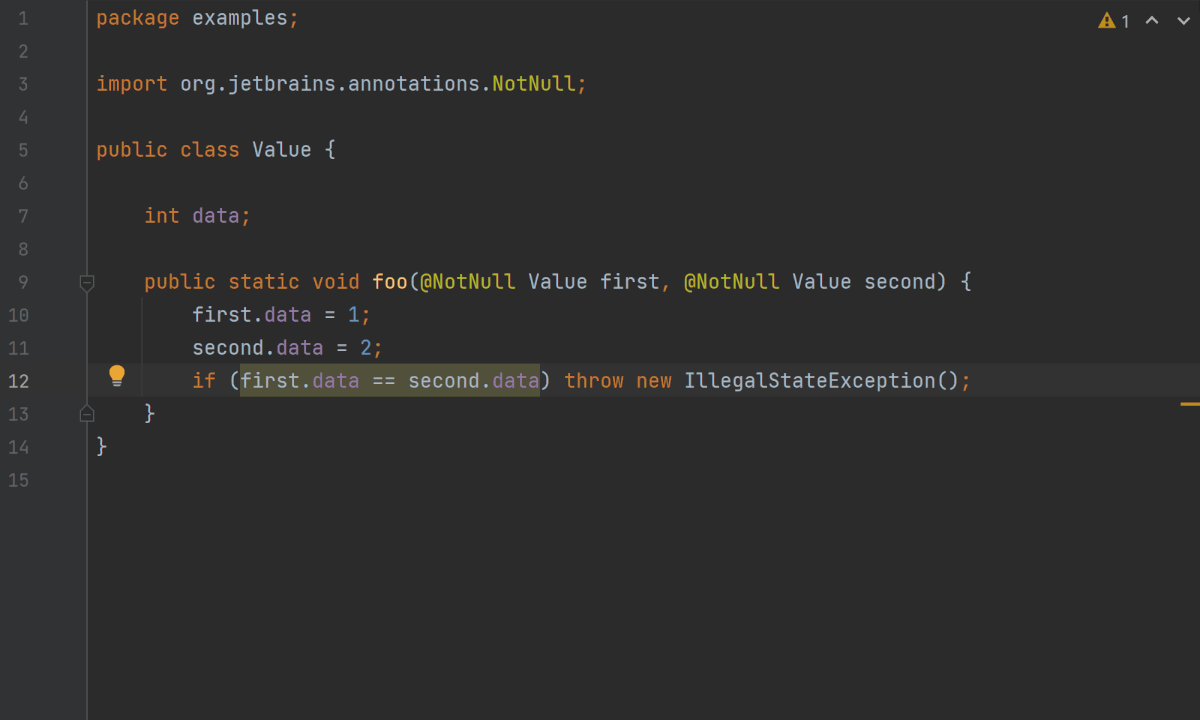 1 package examples;
2
3 import org.jetbrains.annotations.NotNull;
4
5 public class Value {
6
7     int data;
8
9     public static void foo(@NotNull Value first, @NotNull Value second) {
10         first.data = 1;
11         second.data = 2;
12         if (first.data == second.data) throw new IllegalStateException();
13     }
14 }
15
1